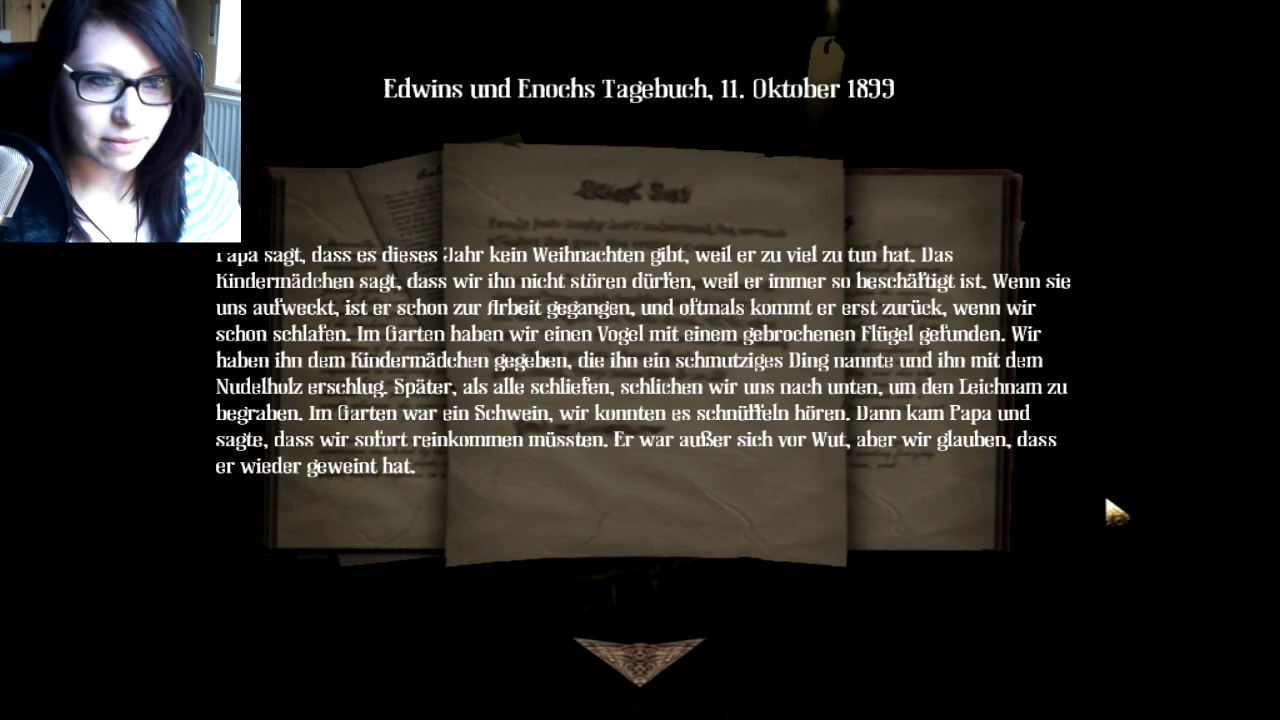 Edwins und Enochs Tagebuch, 11. Oktober 1899
Papa sagt, dass es dieses Jahr kein Weihnachten gibt, weil er zu viel zu tun hat. Das
Kindermädchen sagt, dass wir ihn nicht stören dürfen, weil er immer so beschäftigt ist. Wenn sie
uns aufweckt, ist er schon zur Arbeit gegangen, und oftmals kommt er erst zurück, wenn wir
schon schlafen. Im Garten haben wir einen Vogel mit einem gebrochenen Flügel gefunden. Wir
haben ihn dem Kindermädchen gegeben, die ihn ein schmutziges Ding nannte und ihn mit dem
Nudelholz erschlug. Später, als alle schliefen, schlichen wir uns nach unten, um den Leichnam zu
begraben. Im Garten war ein Schwein, wir konnten es schnüffeln hören. Dann kam Papa und
sagte, dass wir sofort reinkommen müssten. Er war außer sich vor Wut, aber wir glauben, dass
er wieder geweint hat.